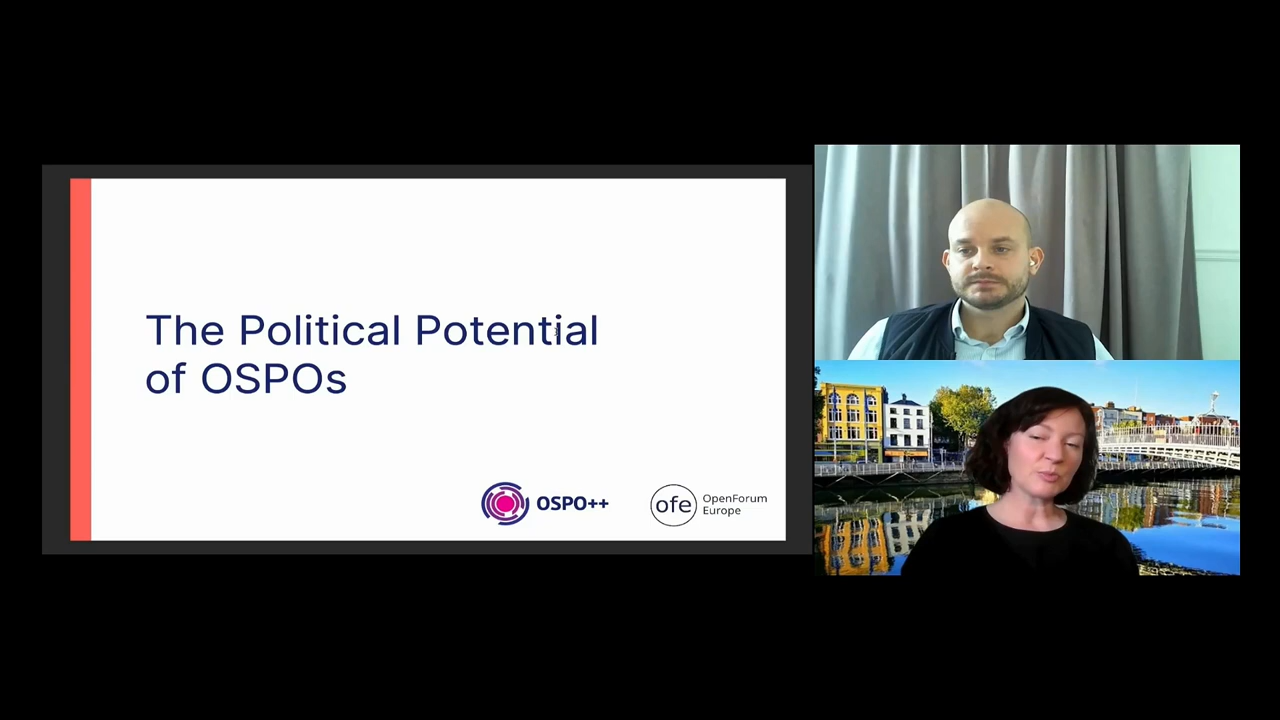 The Political Potential
of OSPOs
OSPO++
ofe
OpenForum
Europe